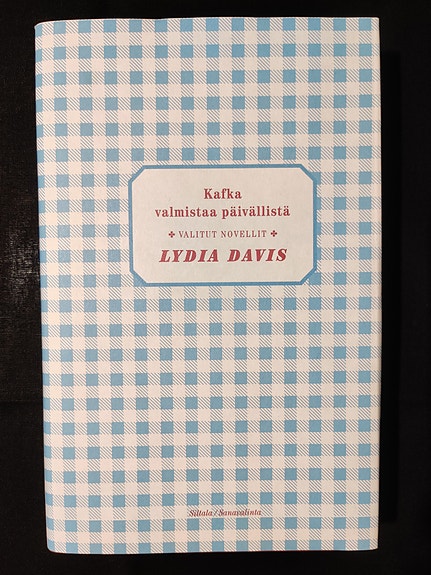 Kafka
valmistaa päivällistä
✤ VALITUT NOVELLIT ✤
LYDIA DAVIS
Siltala / Sanavalinta